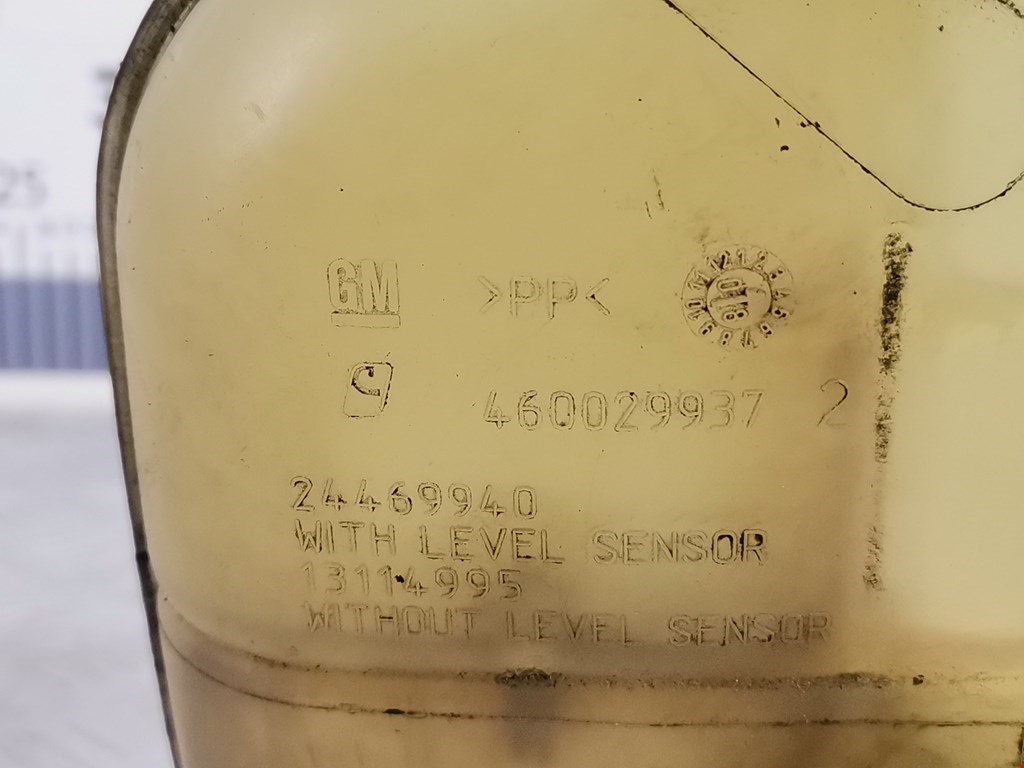 GM >PP<
460029937 2
24469940
WITH LEVEL SENSOR
13114995
WITHOUT LEVEL SENSOR